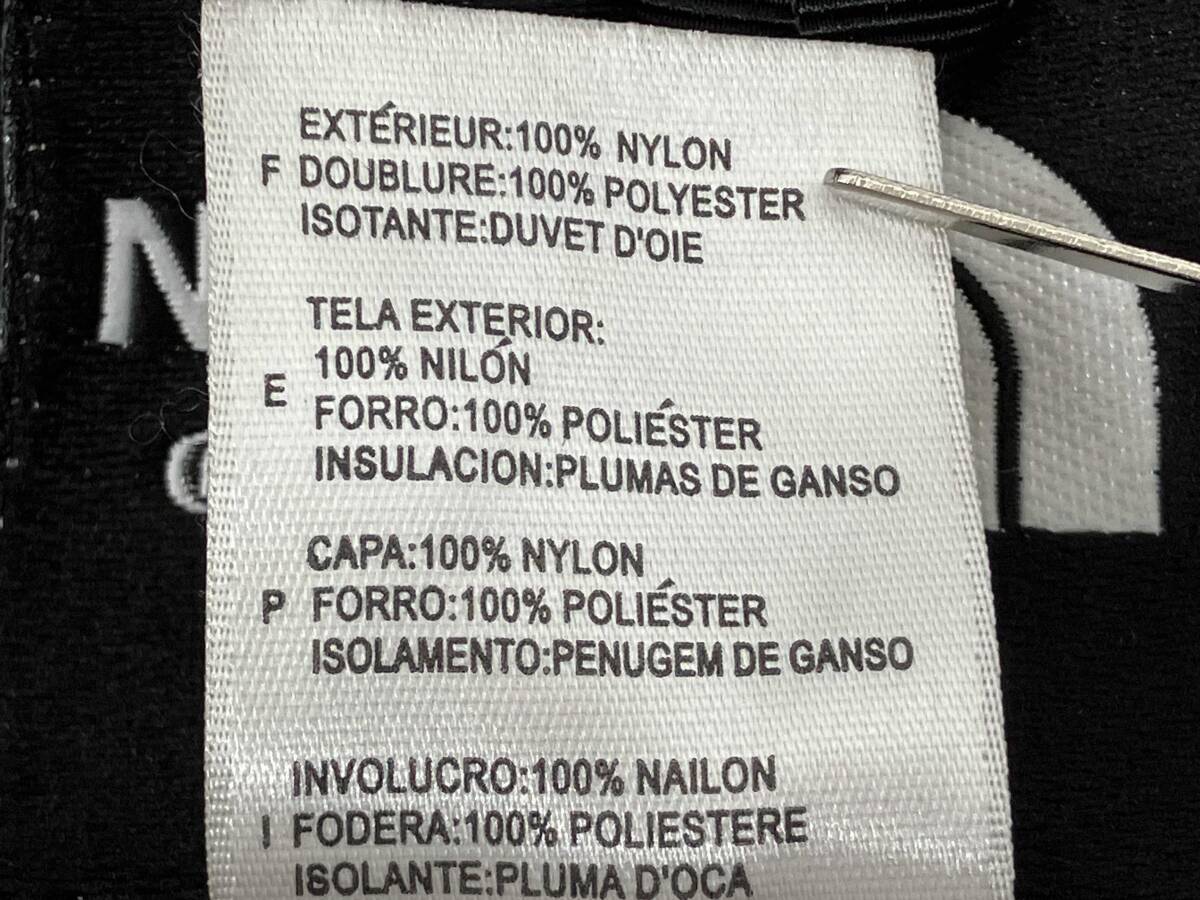 EXTÉRIEUR:100% NYLON
F DOUBLURE:100% POLYESTER
ISOTANTE:DUVET D'OIE
TELA EXTERIOR:
100% NILÓN
E
FORRO:100% POLIÉSTER
INSULACION:PLUMAS DE GANSO
CAPA:100% NYLON
P FORRO:100% POLIÉSTER
ISOLAMENTO:PENUGEM DE GANSO
INVOLUCRO:100% NAILON
I FODERA:100% POLIESTERE
ISOLANTE:PLUMA D'OCA